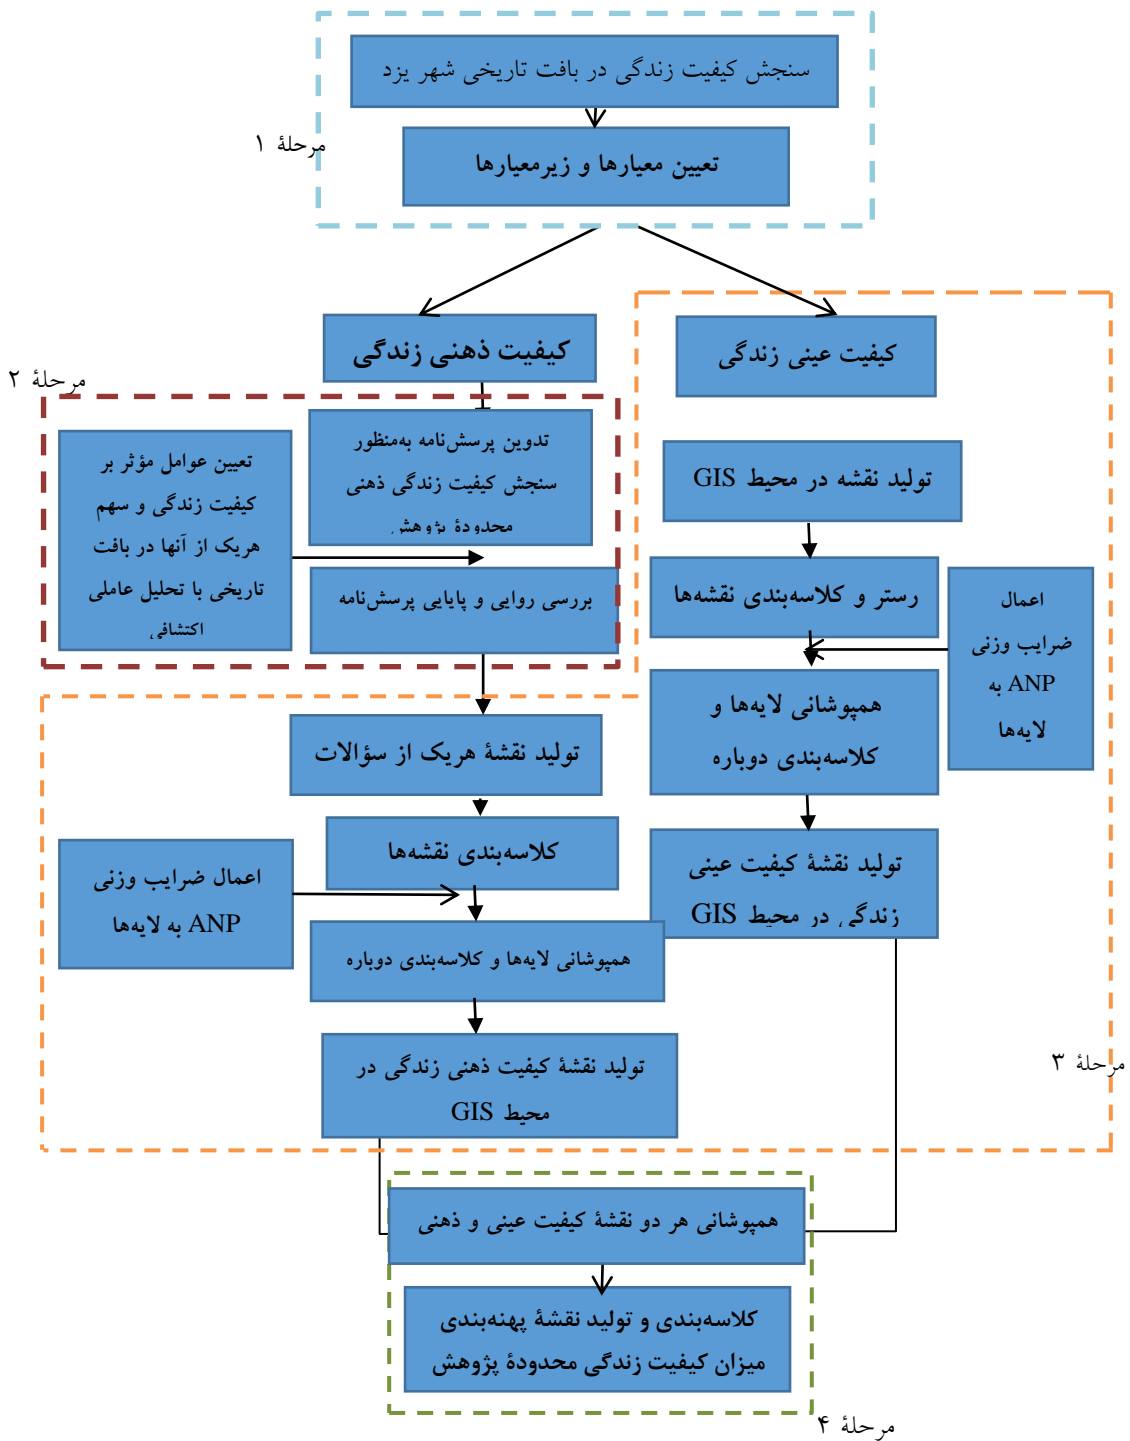 سنجش کیفیت زندگی در بافت تاریخی شهر یزد
مرحلهٔ ۱
تعیین معیارها و زیرمعیارها
کیفیت ذهنی زندگی
کیفیت عینی زندگی
مرحلهٔ ۲
تدوین پرسش‌نامه به‌منظور
سنجش کیفیت زندگی ذهنی
محدودهٔ پژوهش
تعیین عوامل مؤثر بر
کیفیت زندگی و سهم
هریک از آنها در بافت
تاریخی با تحلیل عاملی
اکتشافی
بررسی روایی و پایایی پرسش‌نامه
تولید نقشه در محیط GIS
رستر و کلاسه‌بندی نقشه‌ها
اعمال
ضرایب وزنی
ANP به
لایه‌ها
همپوشانی لایه‌ها و
کلاسه‌بندی دوباره
تولید نقشهٔ هریک از سؤالات
کلاسه‌بندی نقشه‌ها
اعمال ضرایب وزنی
ANP به لایه‌ها
تولید نقشهٔ کیفیت عینی
زندگی در محیط GIS
همپوشانی لایه‌ها و کلاسه‌بندی دوباره
تولید نقشهٔ کیفیت ذهنی زندگی در
محیط GIS
مرحلهٔ ۳
همپوشانی هر دو نقشهٔ کیفیت عینی و ذهنی
کلاسه‌بندی و تولید نقشهٔ پهنه‌بندی
میزان کیفیت زندگی محدودهٔ پژوهش
مرحلهٔ ۴